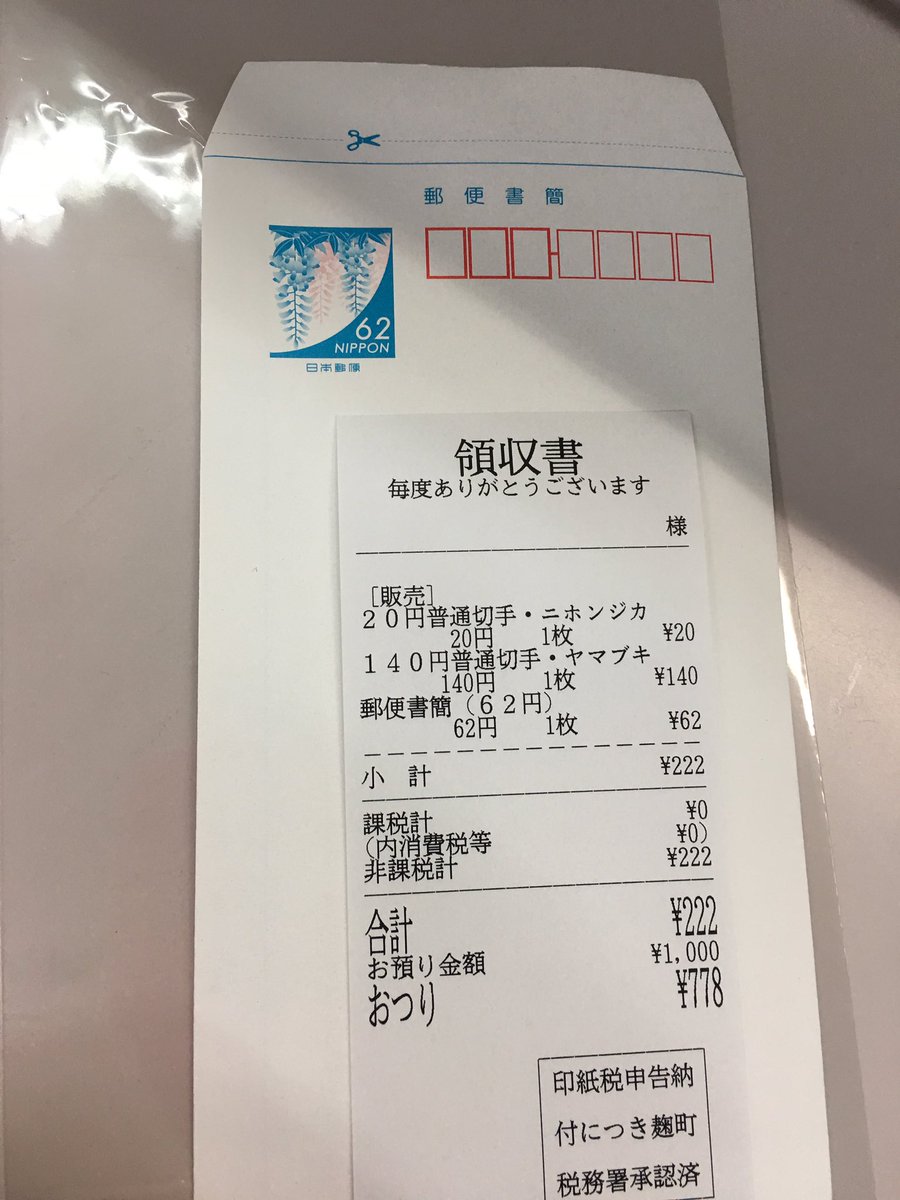 郵便書簡
62
NIPPON
日本郵便
領収書
毎度ありがとうございます
様
[販売]
20円普通切手・ニホンジカ
20円 1枚 ¥20
140円普通切手・ヤマブキ
140円 1枚 ¥140
郵便書簡(62円)
62円 1枚 ¥62
小 計 ¥222
課税計 ¥0
(内消費税等 ¥0)
非課税計 ¥222
合計 ¥222
お預り金額 ¥1,000
おつり ¥778
印紙税申告納
付につき麹町
税務署承認済